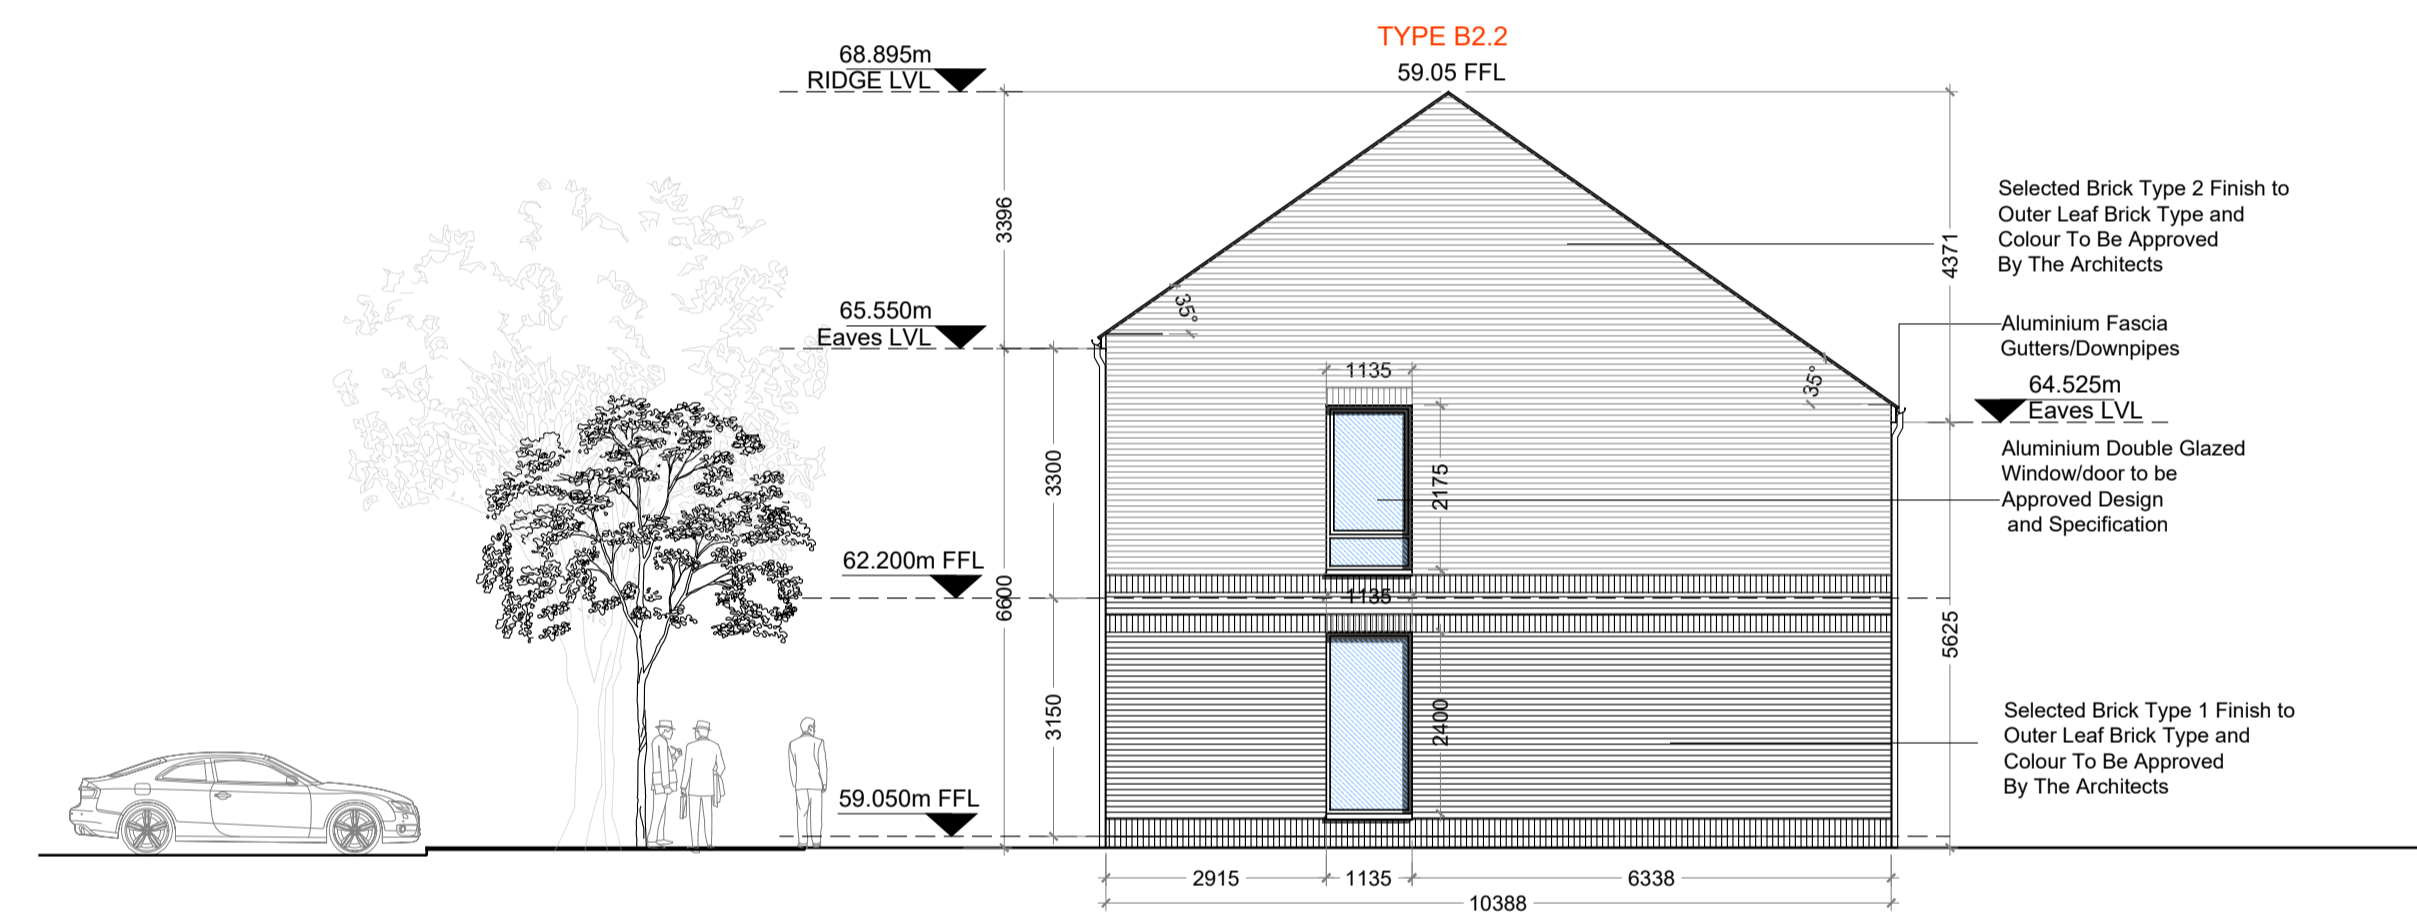 TYPE B2.2
59.05 FFL
68.895m
RIDGE LVL
3396
4371
Selected Brick Type 2 Finish to
Outer Leaf Brick Type and
Colour To Be Approved
By The Architects
65.550m
Eaves LVL
35°
35°
Aluminium Fascia
Gutters/Downpipes
64.525m
Eaves LVL
1135
2175
3300
Aluminium Double Glazed
Window/door to be
Approved Design
and Specification
62.200m FFL
6600
1135
5625
3150
2400
Selected Brick Type 1 Finish to
Outer Leaf Brick Type and
Colour To Be Approved
By The Architects
59.050m FFL
2915
1135
6338
10388